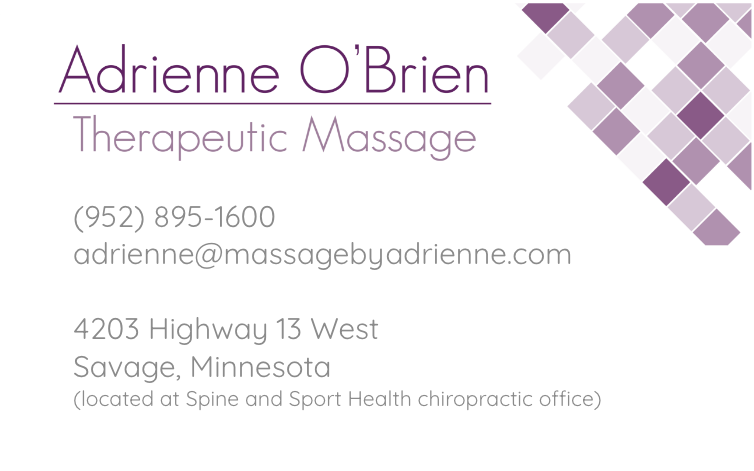 Adrienne O'Brien
Therapeutic Massage
(952) 895-1600
adrienne@massagebyadrienne.com
4203 Highway 13 West
Savage, Minnesota
(located at Spine and Sport Health chiropractic office)